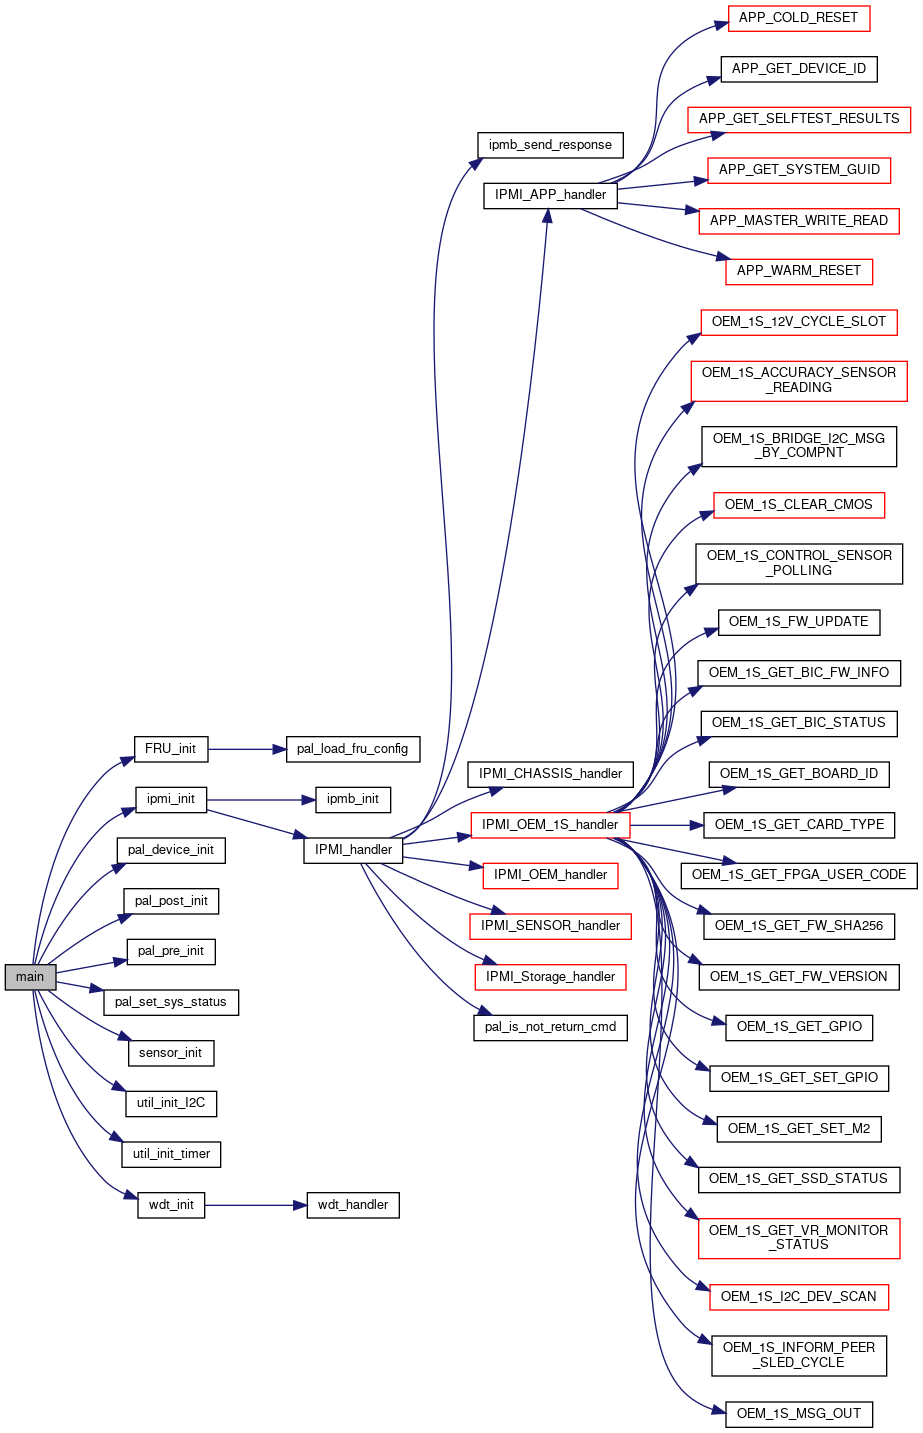 main
FRU_init
ipmi_init
pal_device_init
pal_post_init
pal_pre_init
pal_set_sys_status
sensor_init
util_init_I2C
util_init_timer
wdt_init
pal_load_fru_config
ipmb_init
IPMI_handler
wdt_handler
ipmb_send_response
IPMI_APP_handler
IPMI_CHASSIS_handler
IPMI_OEM_1S_handler
IPMI_OEM_handler
IPMI_SENSOR_handler
IPMI_Storage_handler
pal_is_not_return_cmd
APP_COLD_RESET
APP_GET_DEVICE_ID
APP_GET_SELFTEST_RESULTS
APP_GET_SYSTEM_GUID
APP_MASTER_WRITE_READ
APP_WARM_RESET
OEM_1S_12V_CYCLE_SLOT
OEM_1S_ACCURACY_SENSOR
_READING
OEM_1S_BRIDGE_I2C_MSG
_BY_COMPNT
OEM_1S_CLEAR_CMOS
OEM_1S_CONTROL_SENSOR
_POLLING
OEM_1S_FW_UPDATE
OEM_1S_GET_BIC_FW_INFO
OEM_1S_GET_BIC_STATUS
OEM_1S_GET_BOARD_ID
OEM_1S_GET_CARD_TYPE
OEM_1S_GET_FPGA_USER_CODE
OEM_1S_GET_FW_SHA256
OEM_1S_GET_FW_VERSION
OEM_1S_GET_GPIO
OEM_1S_GET_SET_GPIO
OEM_1S_GET_SET_M2
OEM_1S_GET_SSD_STATUS
OEM_1S_GET_VR_MONITOR
_STATUS
OEM_1S_I2C_DEV_SCAN
OEM_1S_INFORM_PEER
_SLED_CYCLE
OEM_1S_MSG_OUT